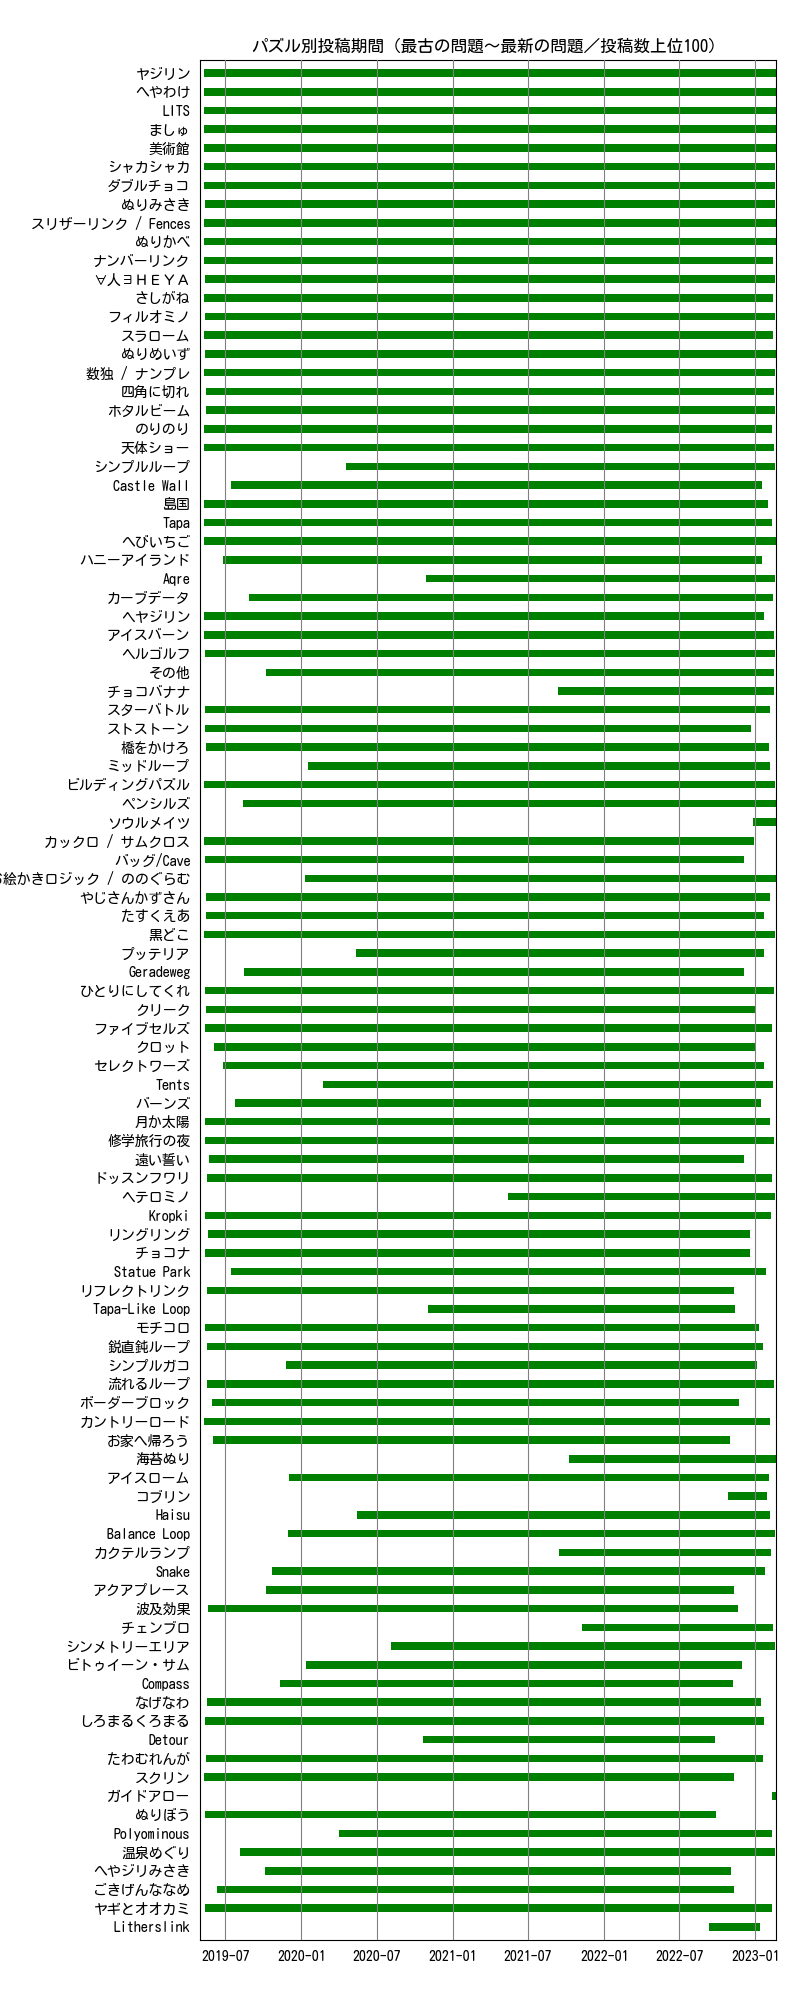 パズル別投稿期間（最古の問題～最新の問題／投稿数上位100）
ヤジリン
へやわけ
LITS
ましゅ
美術館
シャカシャカ
ダブルチョコ
ぬりみさき
スリザーリンク / Fences
ぬりかべ
ナンバーリンク
∀人∃ＨＥＹＡ
さしがね
フィルオミノ
スラローム
ぬりめいず
数独 / ナンプレ
四角に切れ
ホタルビーム
のりのり
天体ショー
シンプルループ
Castle Wall
島国
Tapa
へびいちご
ハニーアイランド
Aqre
カーブデータ
ヘヤジリン
アイスバーン
ヘルゴルフ
その他
チョコバナナ
スターバトル
ストストーン
橋をかけろ
ミッドループ
ビルディングパズル
ペンシルズ
ソウルメイツ
カックロ / サムクロス
バッグ/Cave
絵かきロジック / ののぐらむ
やじさんかずさん
たすくえあ
黒どこ
プッテリア
Geradeweg
ひとりにしてくれ
クリーク
ファイブセルズ
クロット
セレクトワーズ
Tents
バーンズ
月か太陽
修学旅行の夜
遠い誓い
ドッスンフワリ
ヘテロミノ
Kropki
リングリング
チョコナ
Statue Park
リフレクトリンク
Tapa-Like Loop
モチコロ
鋭直鈍ループ
シンプルガコ
流れるループ
ボーダーブロック
カントリーロード
お家へ帰ろう
海苔ぬり
アイスローム
コブリン
Haisu
Balance Loop
カクテルランプ
Snake
アクアプレース
波及効果
チェンブロ
シンメトリーエリア
ビトゥイーン・サム
Compass
なげなわ
しろまるくろまる
Detour
たわむれんが
スクリン
ガイドアロー
ぬりぼう
Polyominous
温泉めぐり
へやジリみさき
ごきげんななめ
ヤギとオオカミ
Litherslink
2019-07 2020-01 2020-07 2021-01 2021-07 2022-01 2022-07 2023-01